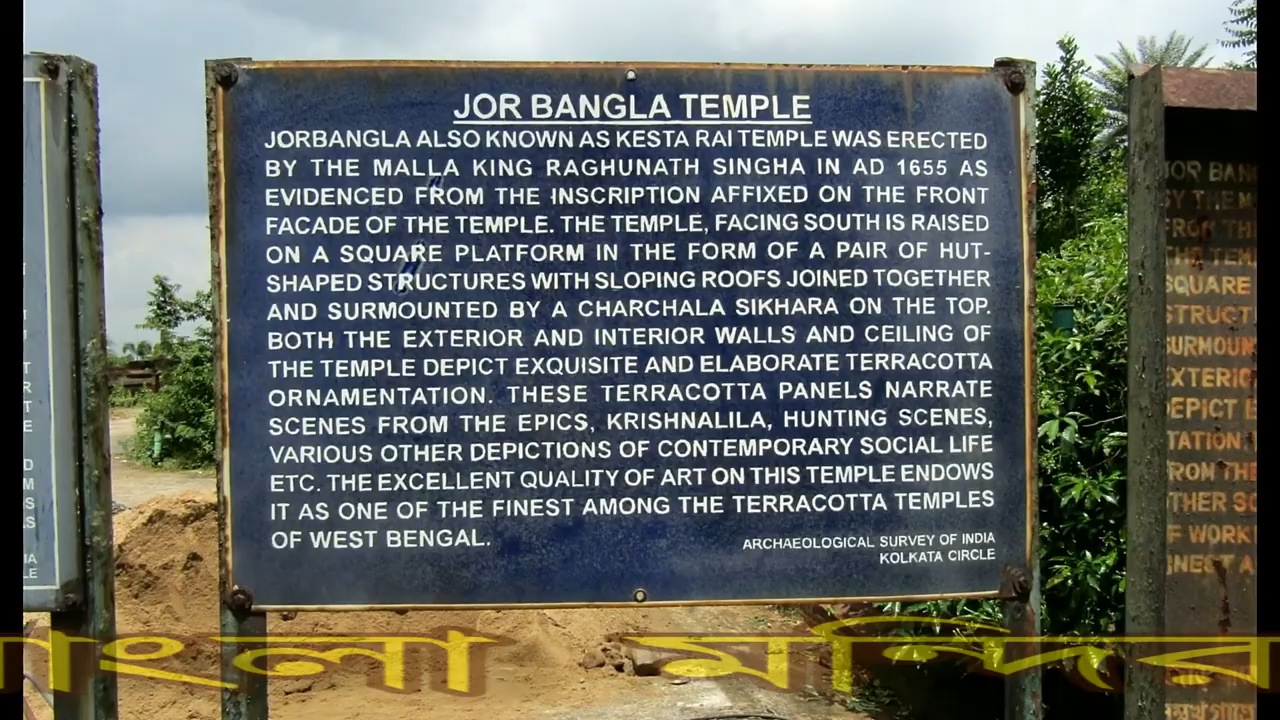 JOR BANGLA TEMPLE
JORBANGLA ALSO KNOWN AS KESTA RAI TEMPLE WAS ERECTED
BY THE MALLA KING RAGHUNATH SINGHA IN AD 1655 AS
EVIDENCED FROM THE INSCRIPTION AFFIXED ON THE FRONT
FACADE OF THE TEMPLE. THE TEMPLE, FACING SOUTH IS RAISED
ON A SQUARE PLATFORM IN THE FORM OF A PAIR OF HUT-
SHAPED STRUCTURES WITH SLOPING ROOFS JOINED TOGETHER
AND SURMOUNTED BY A CHARCHALA SIKHARA ON THE TOP.
BOTH THE EXTERIOR AND INTERIOR WALLS AND CEILING OF
THE TEMPLE DEPICT EXQUISITE AND ELABORATE TERRACOTTA
ORNAMENTATION. THESE TERRACOTTA PANELS NARRATE
SCENES FROM THE EPICS, KRISHNALILA, HUNTING SCENES,
VARIOUS OTHER DEPICTIONS OF CONTEMPORARY SOCIAL LIFE
ETC. THE EXCELLENT QUALITY OF ART ON THIS TEMPLE ENDOWS
IT AS ONE OF THE FINEST AMONG THE TERRACOTTA TEMPLES
OF WEST BENGAL.
ARCHAEOLOGICAL SURVEY OF INDIA
KOLKATA CIRCLE
JOR
SQUARE
বাংলা মন্দির